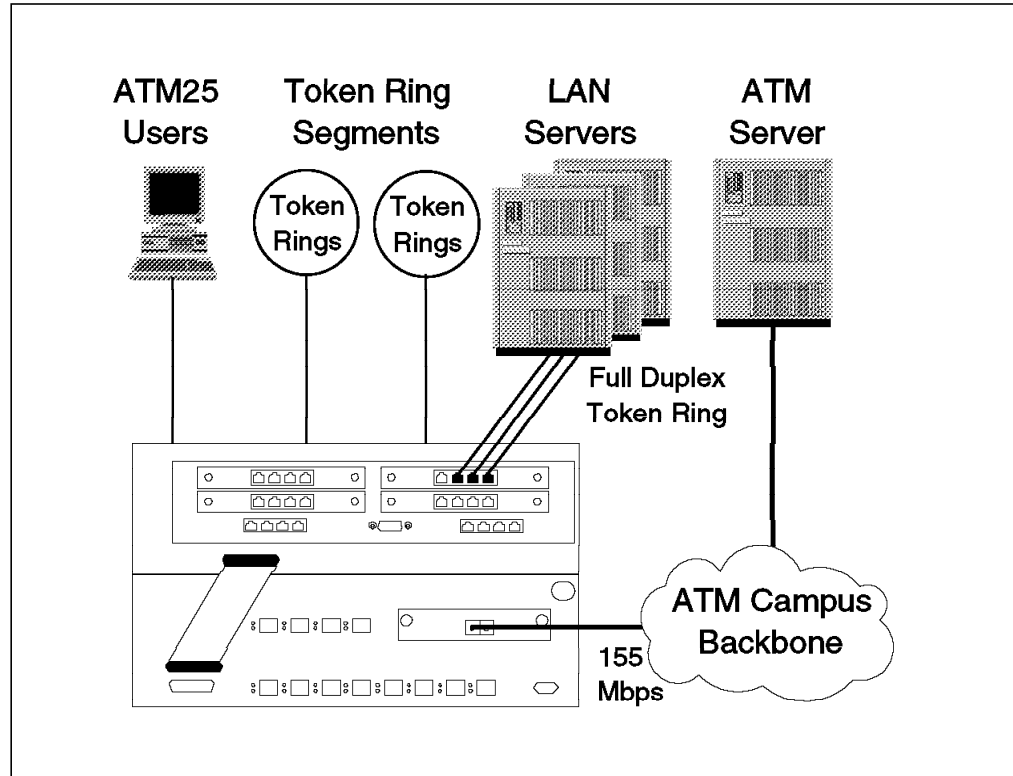 ATM25
Users
Token Ring
Segments
LAN
Servers
ATM
Server
Token
Rings
Token
Rings
Full Duplex
Token Ring
ATM Campus
Backbone
155
Mbps